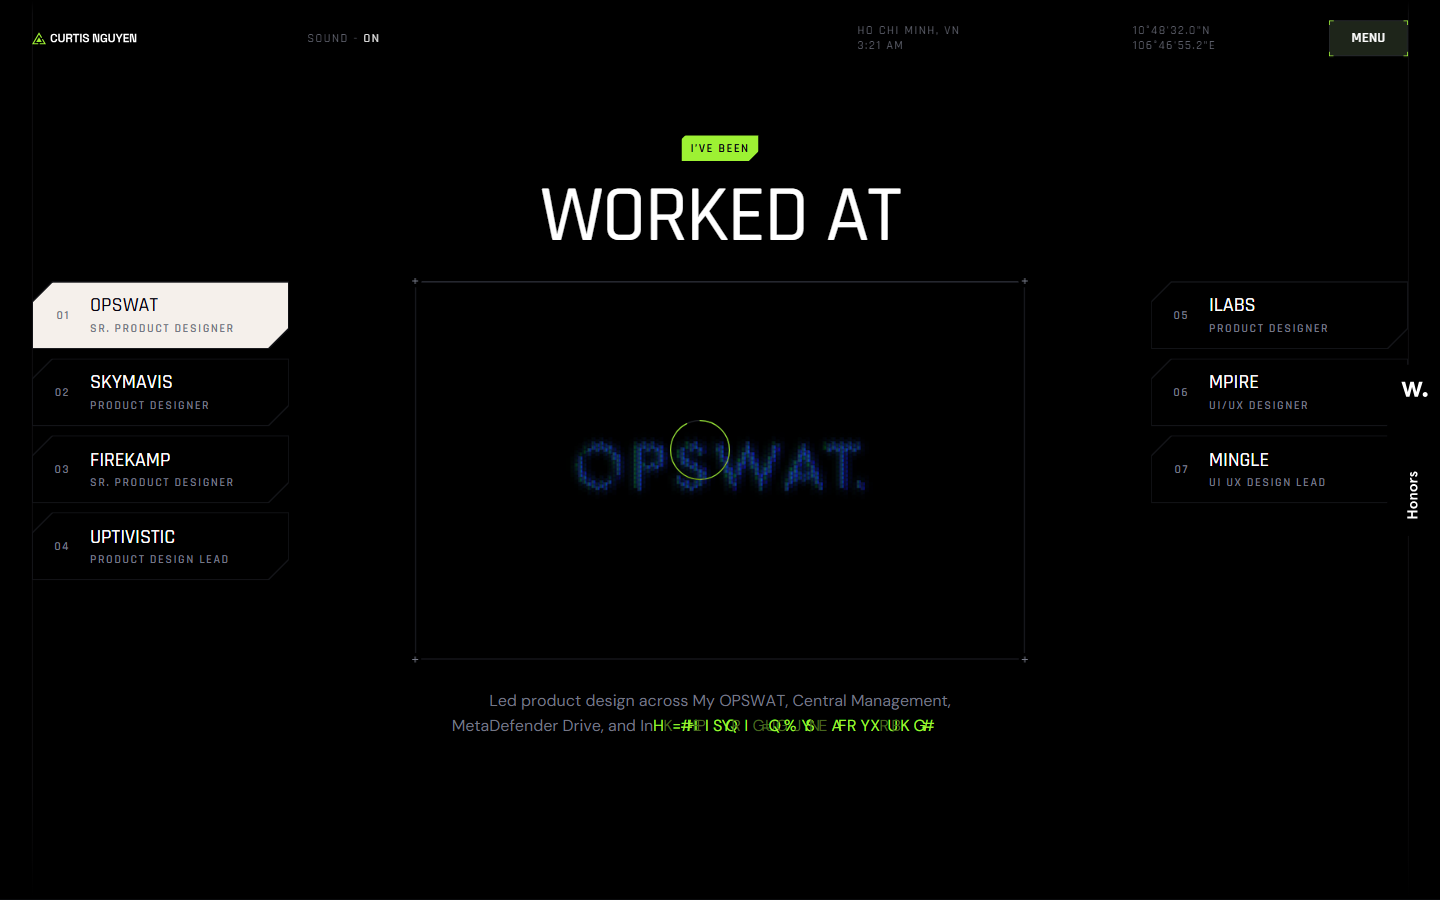 CURTIS NGUYEN
SOUND - ON
HO CHI MINH, VN
3:21 AM
10°48'32.0"N
106°46'55.2"E
MENU
I'VE BEEN
WORKED AT
01
OPSWAT
SR. PRODUCT DESIGNER
02
SKYMAVIS
PRODUCT DESIGNER
03
FIREKAMP
SR. PRODUCT DESIGNER
04
UPTIVISTIC
PRODUCT DESIGN LEAD
OPSWAT.
05
ILABS
PRODUCT DESIGNER
06
MPIRE
UI/UX DESIGNER
07
MINGLE
UI UX DESIGN LEAD
W.
Honors
Led product design across My OPSWAT, Central Management,
MetaDefender Drive, and In